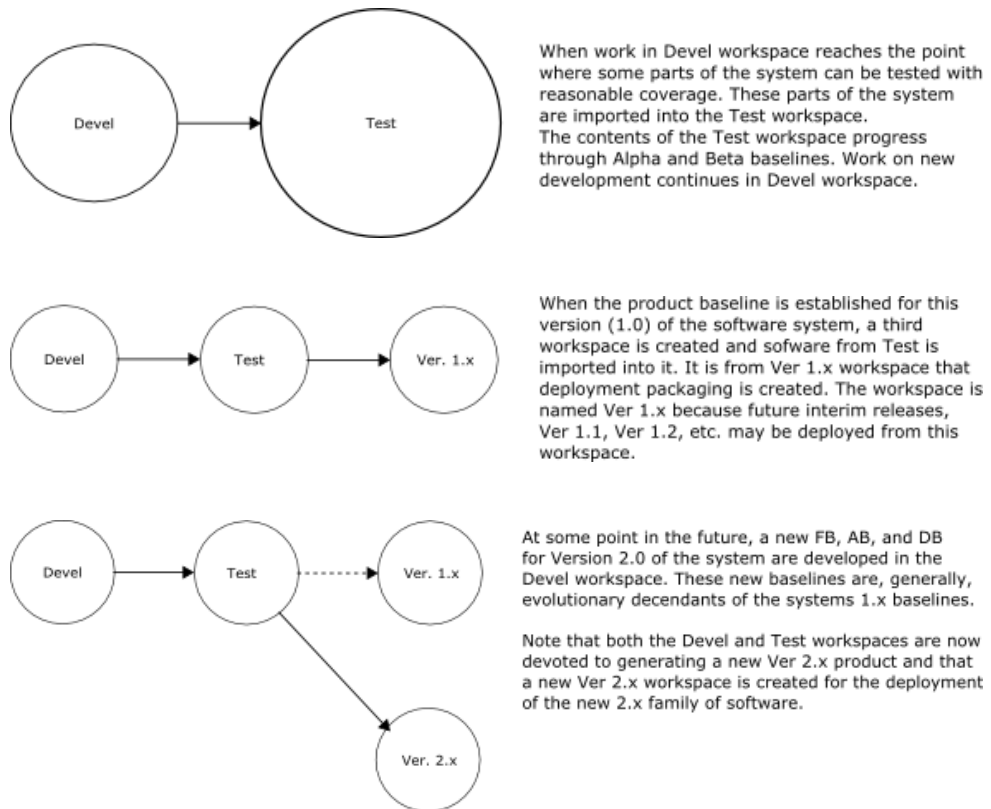 Devel
Test
When work in Devel workspace reaches the point
where some parts of the system can be tested with
reasonable coverage. These parts of the system
are imported into the Test workspace.
The contents of the Test workspace progress
through Alpha and Beta baselines. Work on new
development continues in Devel workspace.
Devel
Test
Ver. 1.x
When the product baseline is established for this
version (1.0) of the software system, a third
workspace is created and sofware from Test is
imported into it. It is from Ver 1.x workspace that
deployment packaging is created. The workspace is
named Ver 1.x because future interim releases,
Ver 1.1, Ver 1.2, etc. may be deployed from this
workspace.
Devel
Test
Ver. 1.x
Ver. 2.x
At some point in the future, a new FB, AB, and DB
for Version 2.0 of the system are developed in the
Devel workspace. These new baselines are, generally,
evolutionary decendants of the systems 1.x baselines.
Note that both the Devel and Test workspaces are now
devoted to generating a new Ver 2.x product and that
a new Ver 2.x workspace is created for the deployment
of the new 2.x family of software.